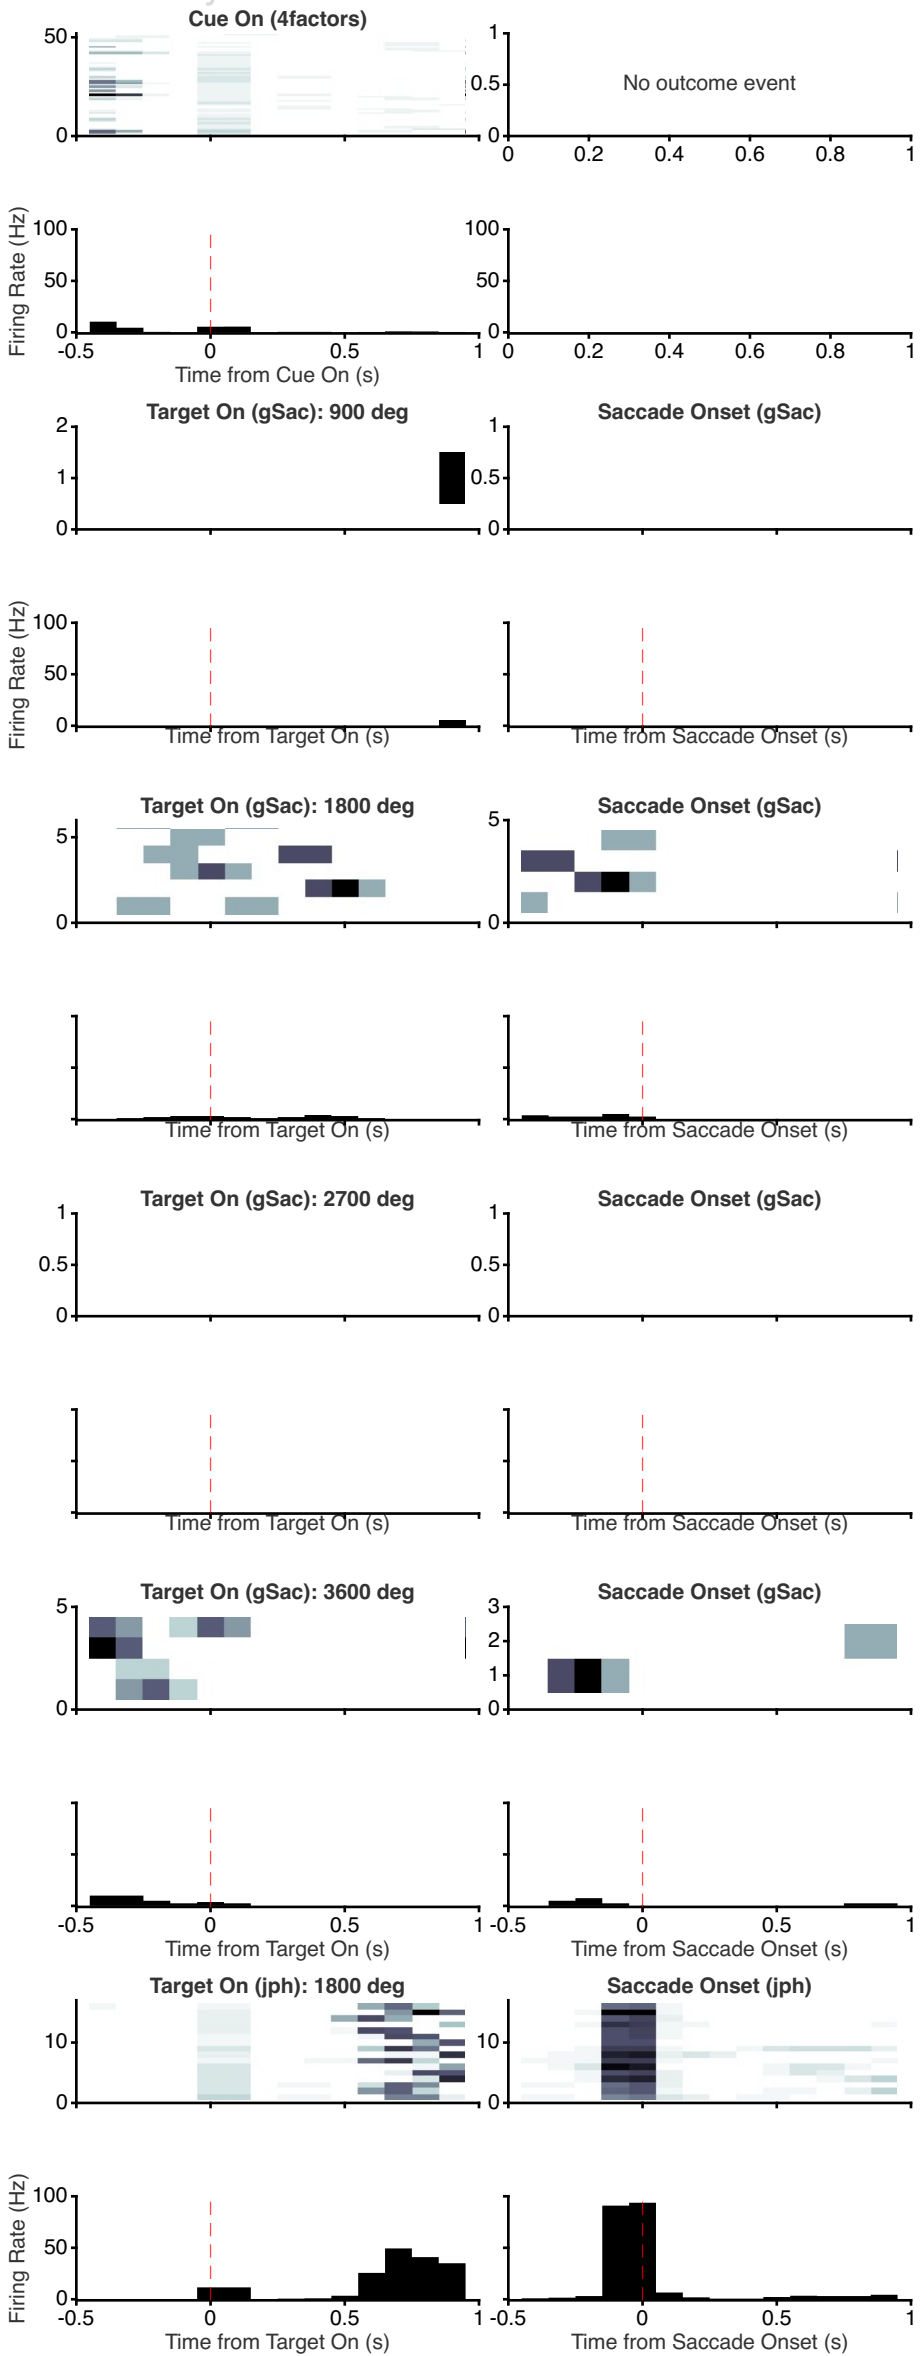 Cue On (4factors)
50
0
1
0.5
0
No outcome event
0 0.2 0.4 0.6 0.8 1
Firing Rate (Hz)
100
50
0
-0.5 0 0.5 1
Time from Cue On (s)
100
50
0
0 0.2 0.4 0.6 0.8 1
Target On (gSac): 900 deg
2
1
0
Saccade Onset (gSac)
1
0.5
0
Firing Rate (Hz)
100
50
0
Time from Target On (s)
Time from Saccade Onset (s)
Target On (gSac): 1800 deg
5
0
Saccade Onset (gSac)
5
0
Time from Target On (s)
Time from Saccade Onset (s)
Target On (gSac): 2700 deg
1
0.5
0
Saccade Onset (gSac)
1
0.5
0
Time from Target On (s)
Time from Saccade Onset (s)
Target On (gSac): 3600 deg
5
0
Saccade Onset (gSac)
3
2
1
0
-0.5 0 0.5 1
Time from Target On (s)
-0.5 0 0.5 1
Time from Saccade Onset (s)
Target On (jph): 1800 deg
10
0
Saccade Onset (jph)
10
0
Firing Rate (Hz)
100
50
0
-0.5 0 0.5 1
Time from Target On (s)
-0.5 0 0.5 1
Time from Saccade Onset (s)